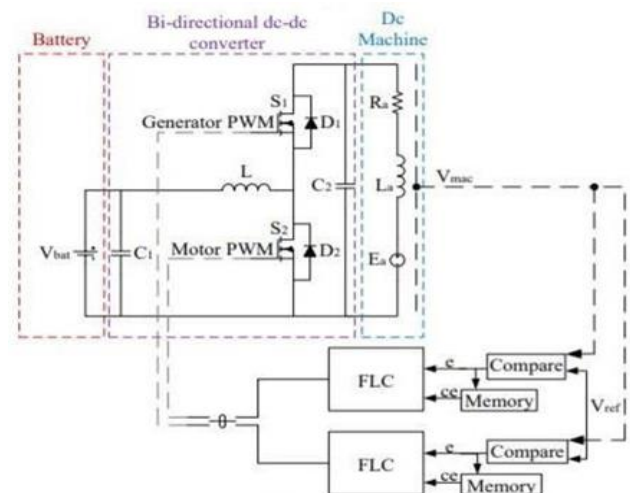 Battery
Bi-directional dc-dc
converter
Dc
Machine
S1
Generator PWM
D1
Ra
L
C2
La
Vmac
S2
Motor PWM
D2
Vbat
C1
Ea
FLC
e
Compare
ce
Memory
Vref
FLC
e
Compare
ce
Memory